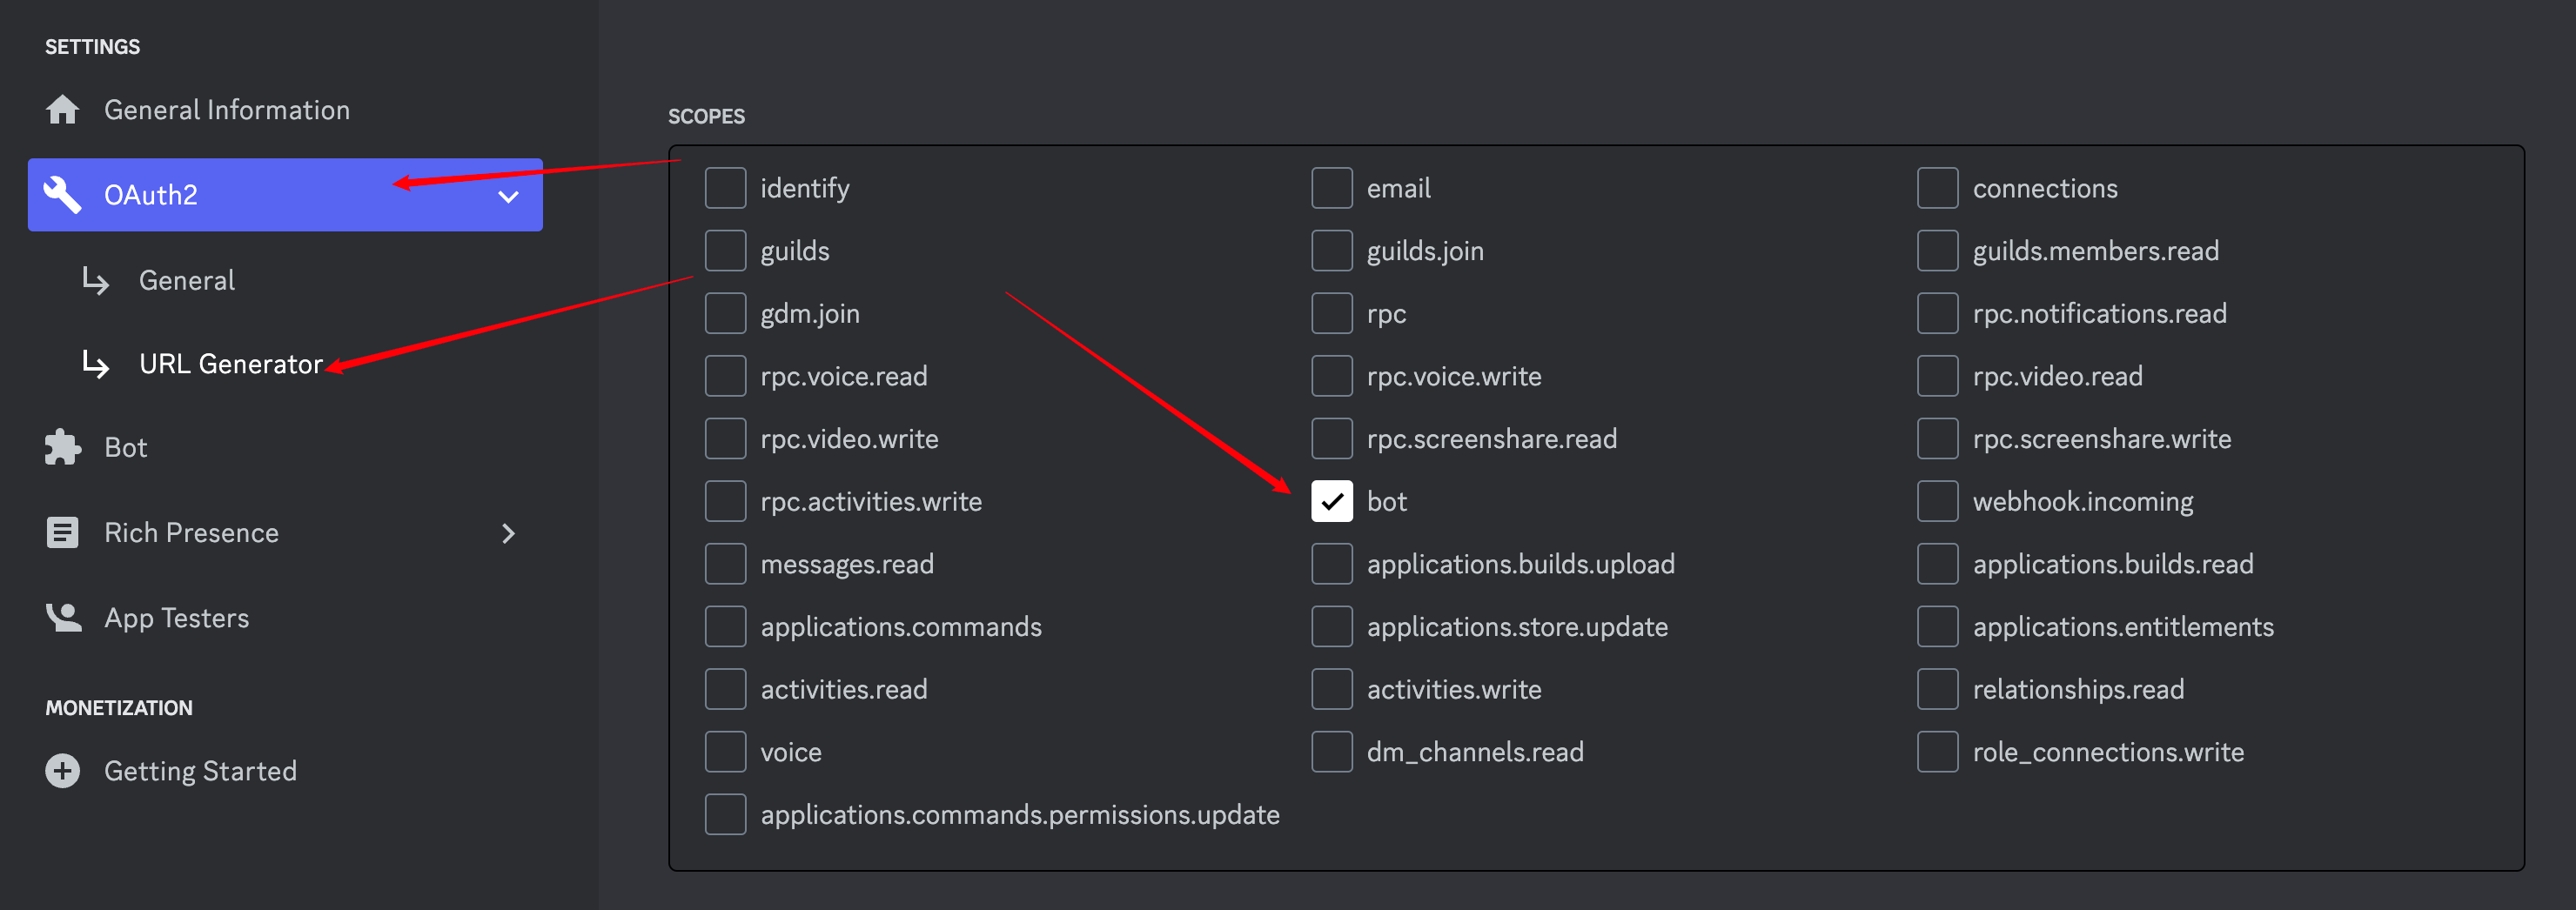 SETTINGS
General Information
OAuth2
General
URL Generator
Bot
Rich Presence
App Testers
MONETIZATION
Getting Started
SCOPES
identify email connections
guilds guilds.join guilds.members.read
gdm.join rpc rpc.notifications.read
rpc.voice.read rpc.voice.write rpc.video.read
rpc.video.write rpc.screenshare.read rpc.screenshare.write
rpc.activities.write bot webhook.incoming
messages.read applications.builds.upload applications.builds.read
applications.commands applications.store.update applications.entitlements
activities.read activities.write relationships.read
voice dm_channels.read role_connections.write
applications.commands.permissions.update